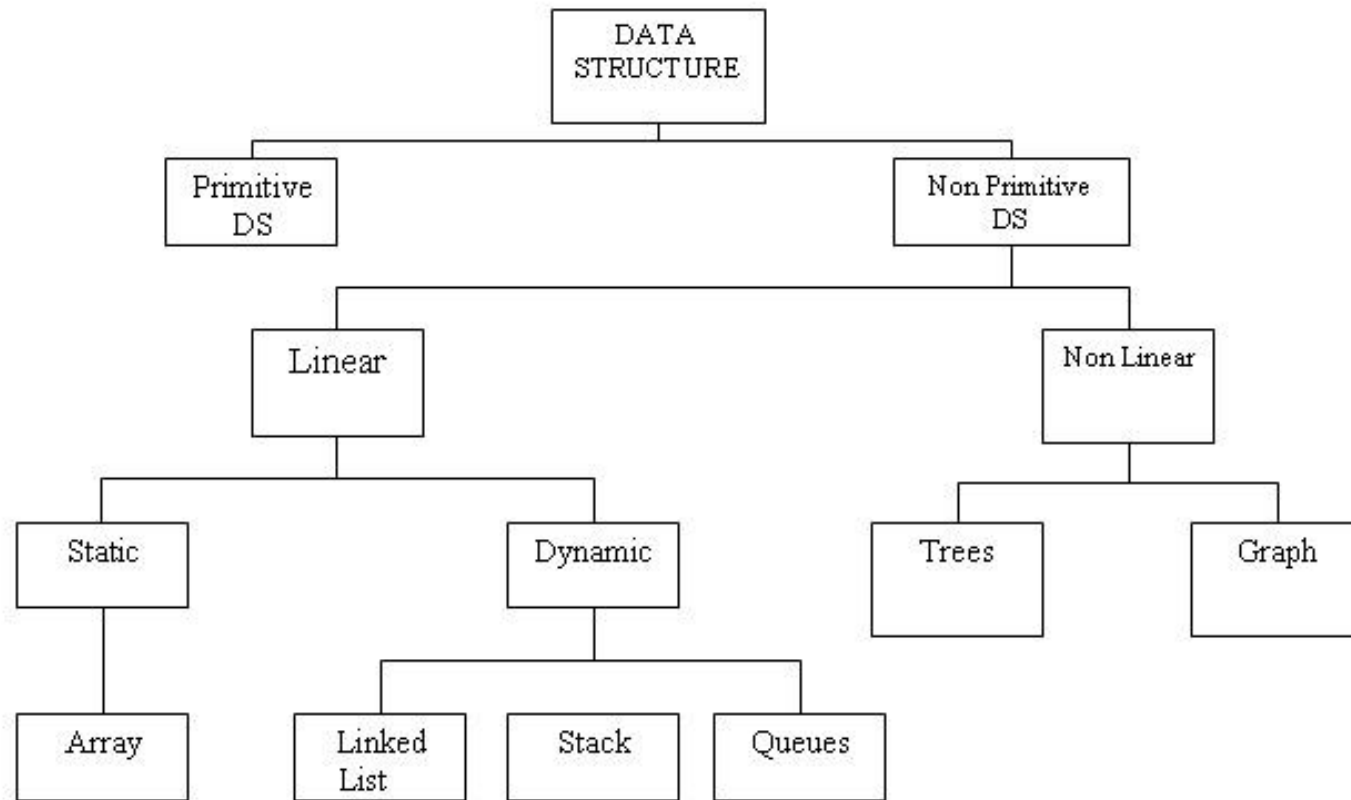 DATA
STRUCTURE
Primitive
DS
Non Primitive
DS
Linear
Non Linear
Static
Dynamic
Trees
Graph
Array
Linked
List
Stack
Queues